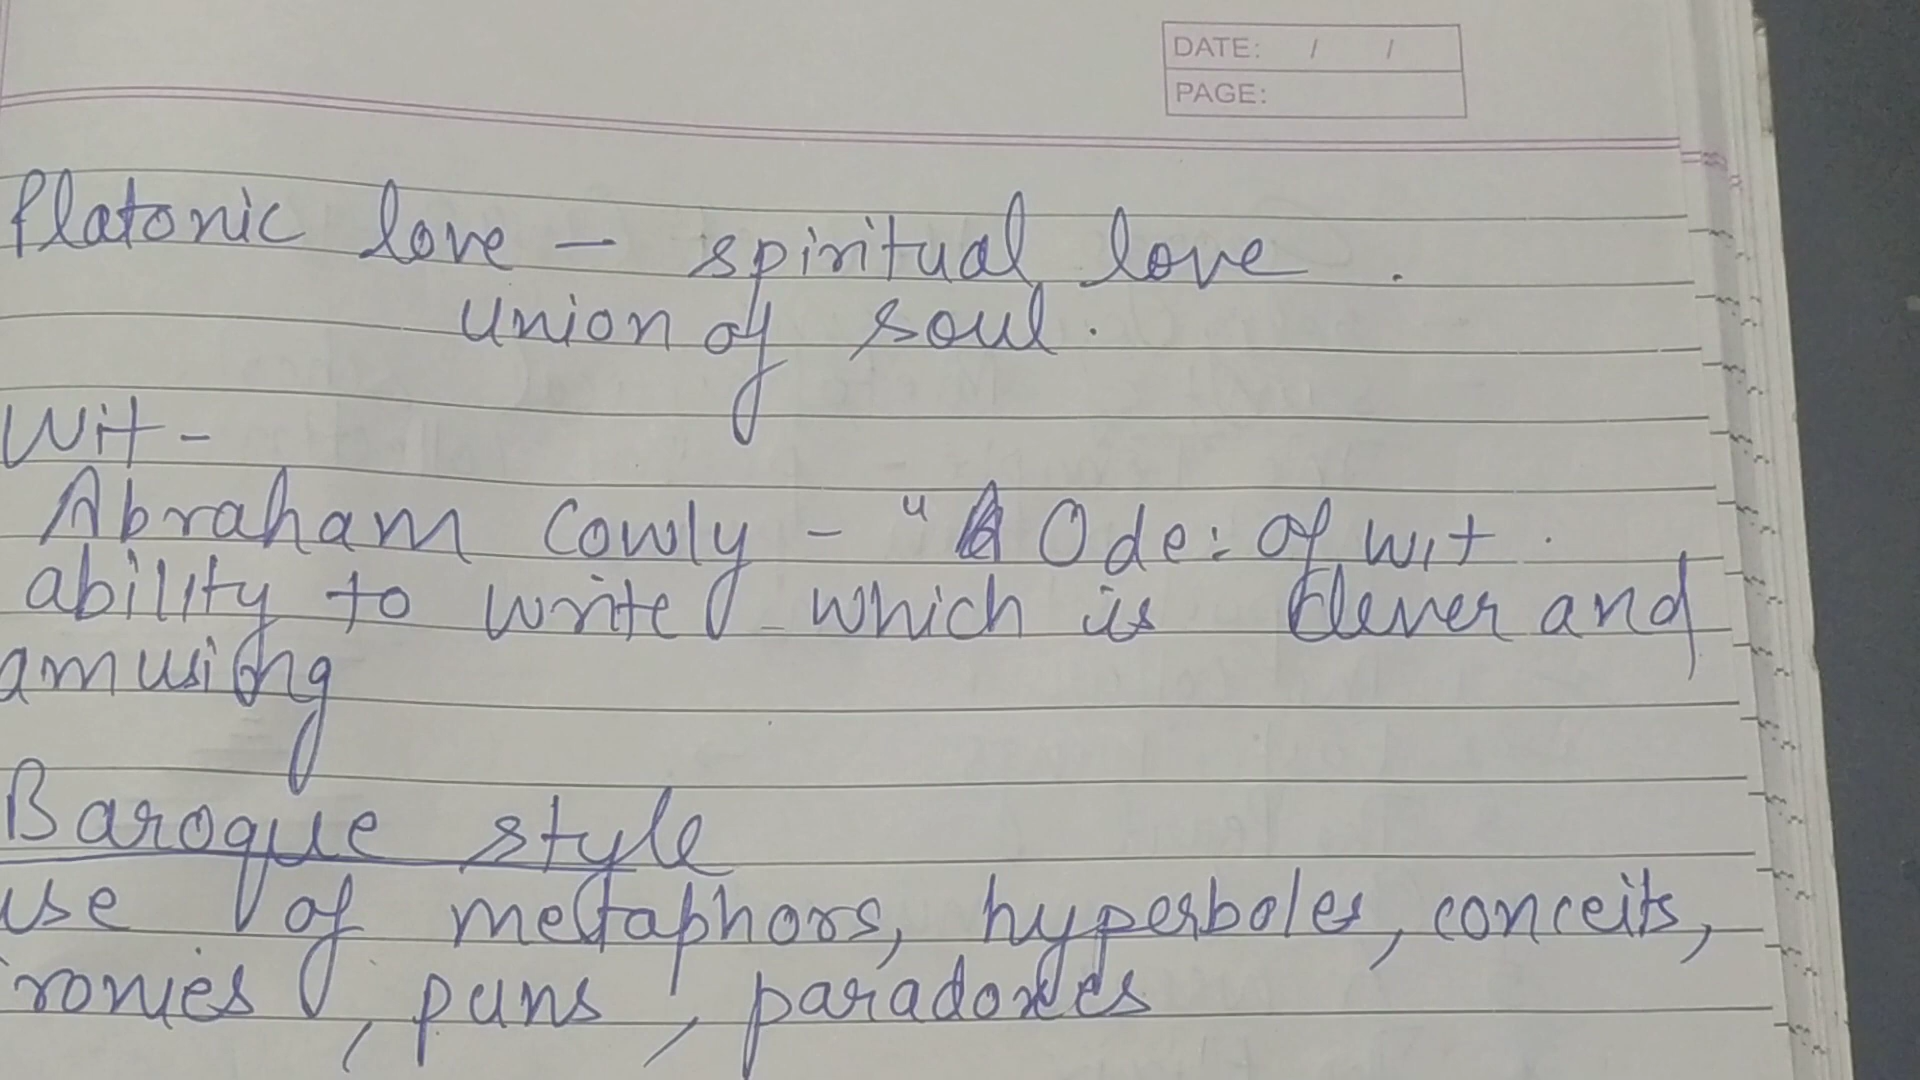 DATE: / /
PAGE:
Platonic love - spiritual love.
union of soul.
Wit -
Abraham Cowly - " Ode: of wit.
ability to write which is clever and
amusing
Baroque style
use of metaphors, hyperboles, conceits,
ronies, puns, paradoxes